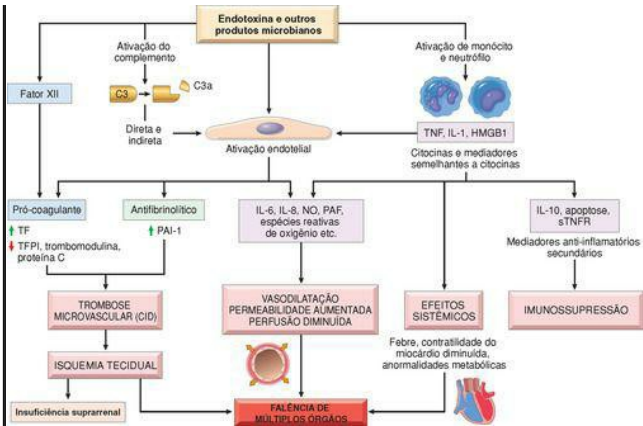 Endotoxina e outros
produtos microbianos
Ativação do
complemento
Ativação de monócito
e neutrófilo
Fator XII
C3
C3a
Direta e
indireta
Ativação endotelial
TNF, IL-1, HMGB1
Citocinas e mediadores
semelhantes a citocinas
Pró-coagulante
TF
TFPI, trombomodulina,
proteína C
Antifibrinolítico
PAI-1
IL-6, IL-8, NO, PAF,
espécies reativas
de oxigênio etc.
IL-10, apoptose,
sTNFR
Mediadores anti-inflamatórios
secundários
TROMBOSE
MICROVASCULAR (CID)
VASODILATAÇÃO
PERMEABILIDADE AUMENTADA
PERFUSÃO DIMINUÍDA
EFEITOS
SISTÊMICOS
IMUNOSSUPRESSÃO
Febre, contratilidade do
miocárdio diminuída,
anormalidades metabólicas
ISQUEMIA TECIDUAL
Insuficiência suprarrenal
FALÊNCIA DE
MÚLTIPLOS ÓRGÃOS